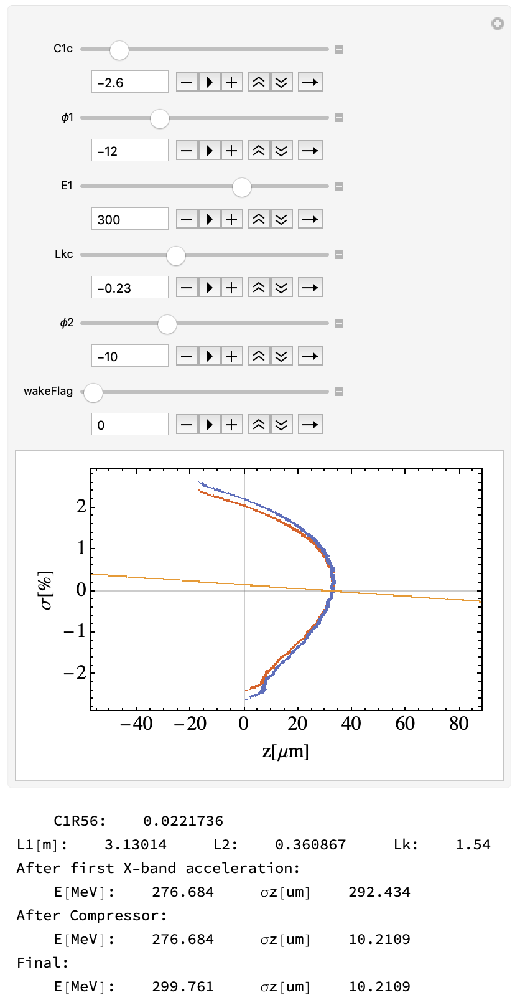 C1c
−2.6
ϕ1
−12
E1
300
Lkc
−0.23
ϕ2
−10
wakeFlag
0
2
1
0
−1
−2
σ[%]
−40 −20 0 20 40 60 80
z[μm]
C1R56: 0.0221736
L1[m]: 3.13014 L2: 0.360867 Lk: 1.54
After first X-band acceleration:
E[MeV]: 276.684 σz[um] 292.434
After Compressor:
E[MeV]: 276.684 σz[um] 10.2109
Final:
E[MeV]: 299.761 σz[um] 10.2109